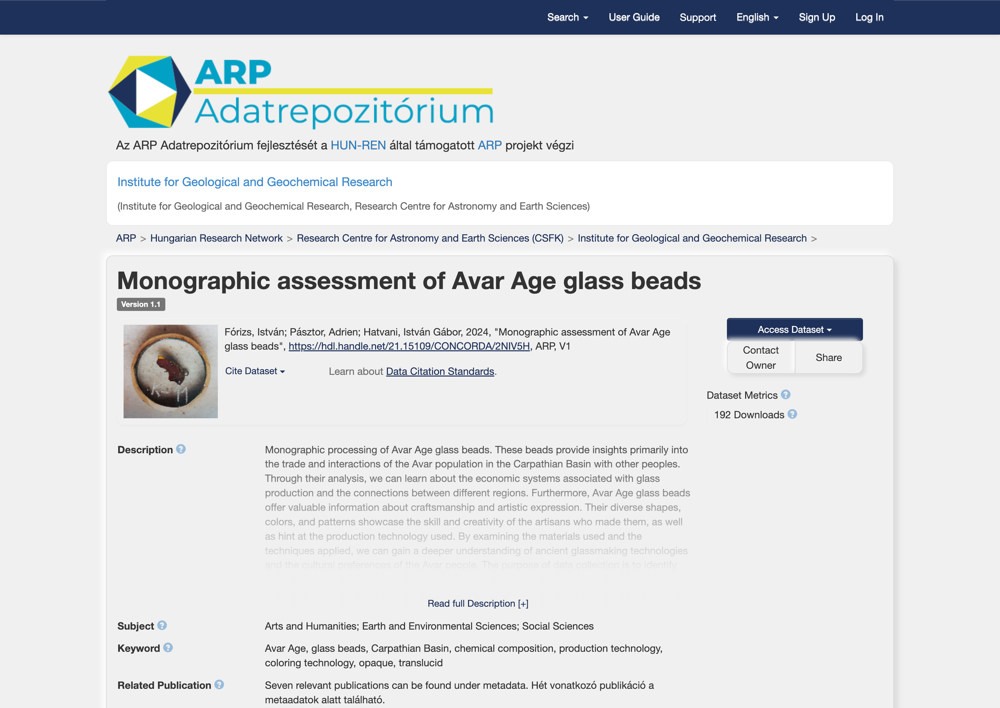 Search User Guide Support English Sign Up Log In
ARP
Adatrepozitórium
Az ARP Adatrepozitórium fejlesztését a HUN-REN által támogatott ARP projekt végzi
Institute for Geological and Geochemical Research
(Institute for Geological and Geochemical Research, Research Centre for Astronomy and Earth Sciences)
ARP > Hungarian Research Network > Research Centre for Astronomy and Earth Sciences (CSFK) > Institute for Geological and Geochemical Research >
Monographic assessment of Avar Age glass beads
Version 1.1
K-11
Fórizs, István; Pásztor, Adrien; Hatvani, István Gábor, 2024, "Monographic assessment of Avar Age
glass beads", https://hdl.handle.net/21.15109/CONCORDA/2NIV5H, ARP, V1
Cite Dataset
Learn about Data Citation Standards.
Access Dataset
Contact
Owner
Share
Dataset Metrics ?
192 Downloads ?
Description ?
Monographic processing of Avar Age glass beads. These beads provide insights primarily into
the trade and interactions of the Avar population in the Carpathian Basin with other peoples.
Through their analysis, we can learn about the economic systems associated with glass
production and the connections between different regions. Furthermore, Avar Age glass beads
offer valuable information about craftsmanship and artistic expression. Their diverse shapes,
colors, and patterns showcase the skill and creativity of the artisans who made them, as well
as hint at the production technology used. By examining the materials used and the
techniques applied, we can gain a deeper understanding of ancient glassmaking technologies
and the cultural preferences of the Avar people. The purpose of data collection is to identify
Read full Description [+]
Subject ?
Arts and Humanities; Earth and Environmental Sciences; Social Sciences
Keyword ?
Avar Age, glass beads, Carpathian Basin, chemical composition, production technology,
coloring technology, opaque, translucid
Related Publication ?
Seven relevant publications can be found under metadata. Hét vonatkozó publikáció a
metaadatok alatt található.